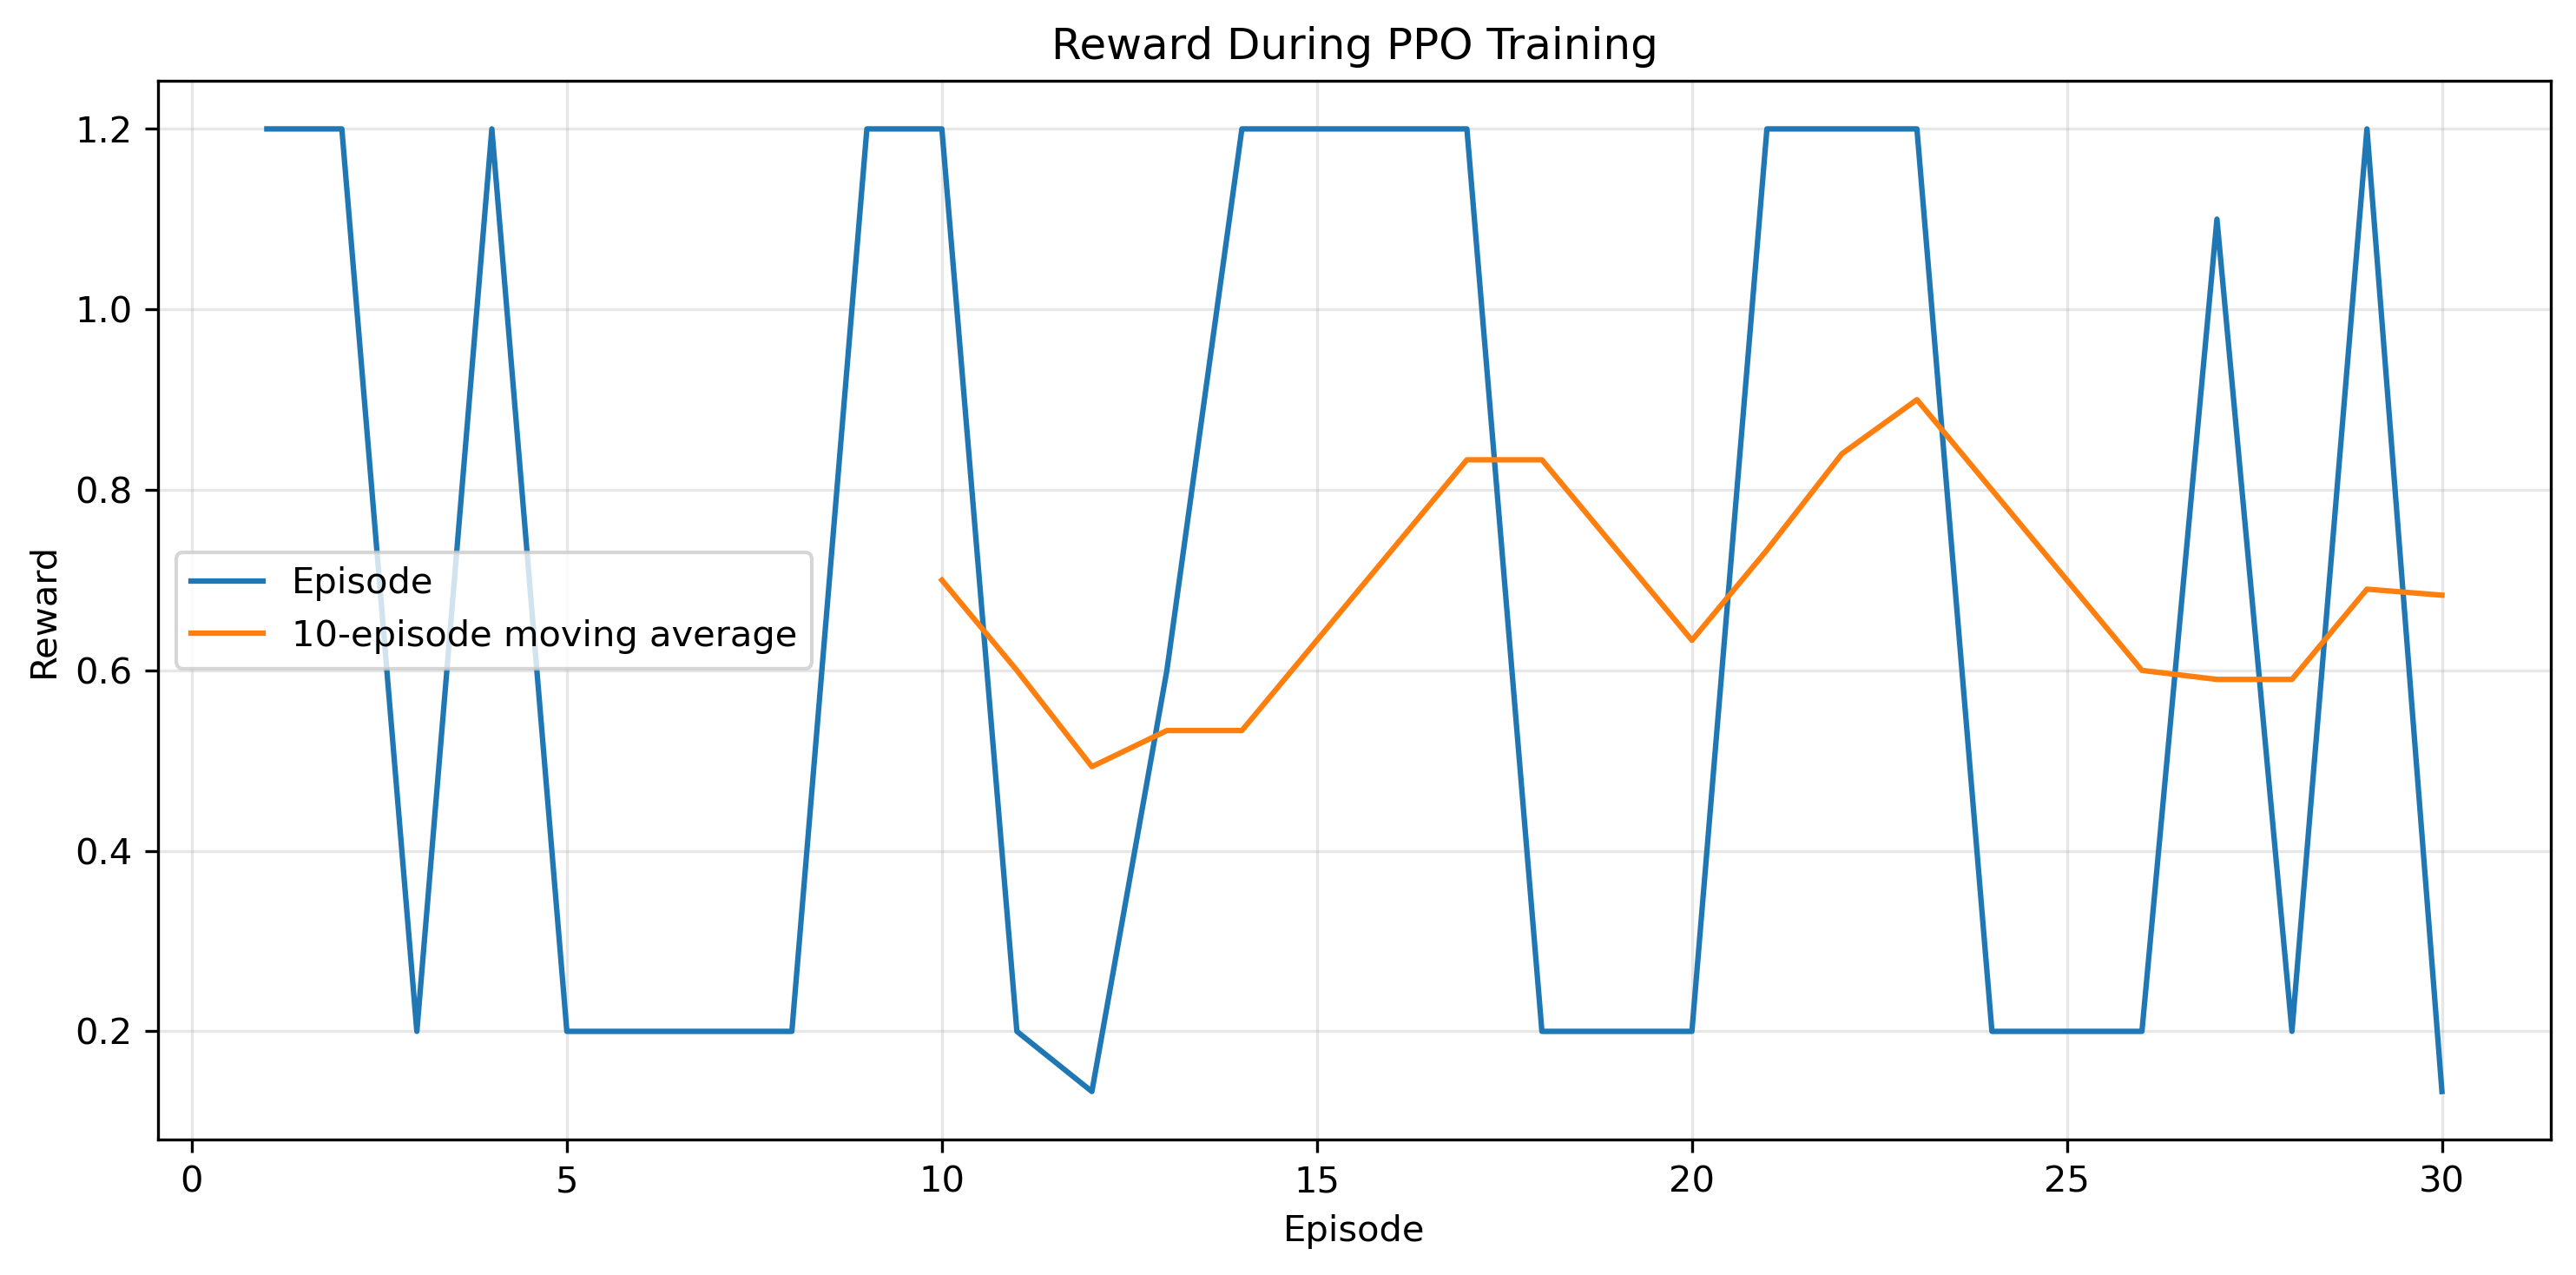 Reward During PPO Training
1.2
1.0
0.8
0.6
0.4
0.2
Reward
Episode
10-episode moving average
0 5 10 15 20 25 30
Episode